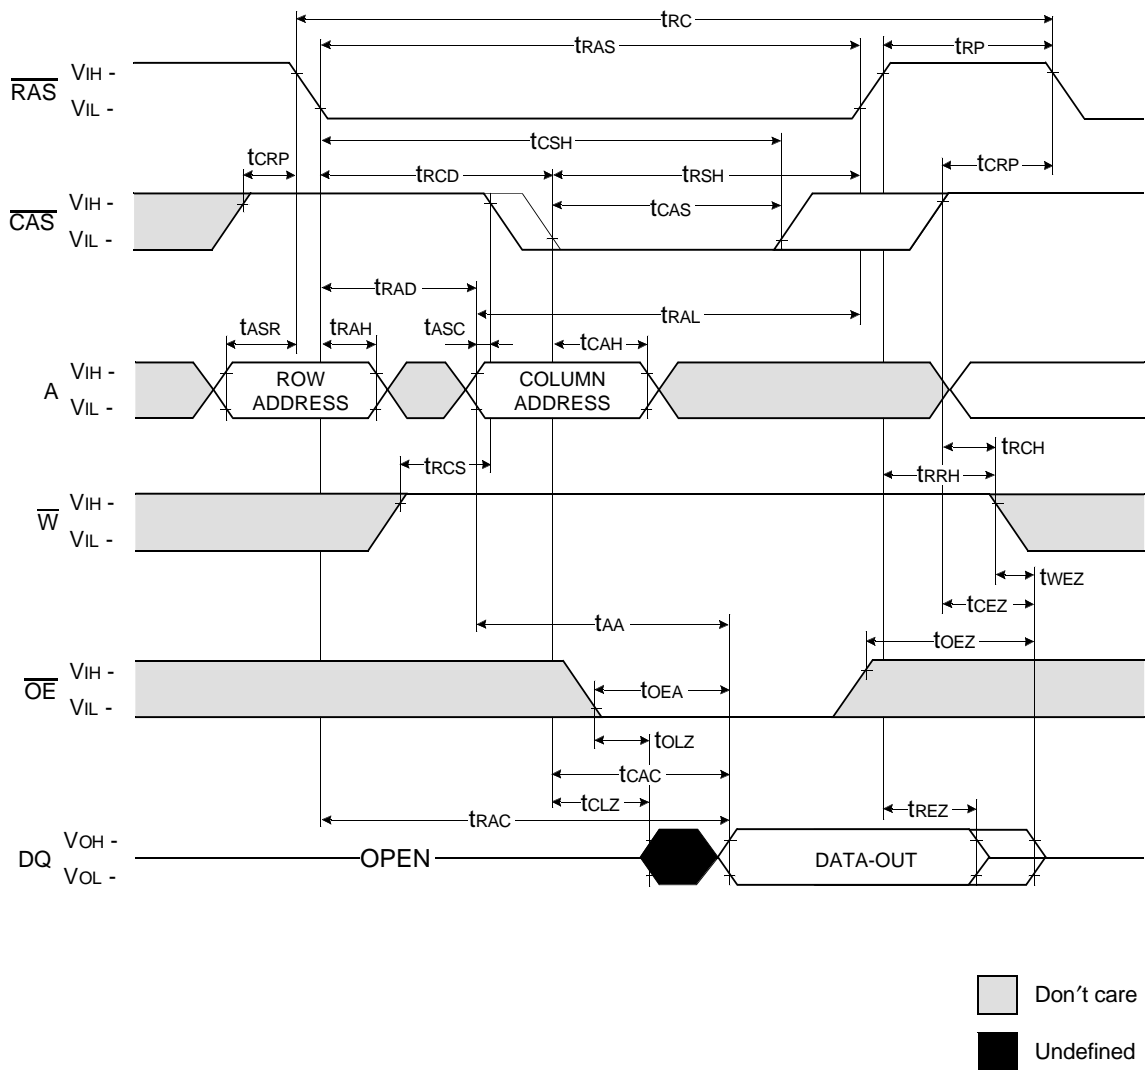 tRC
tRAS
tRP
RAS
VIH -
VIL -
tCSH
tCRP
tRCD
tRSH
tCRP
CAS
VIH -
VIL -
tCAS
tRAD
tRAL
tASR
tRAH
tASC
tCAH
A
VIH -
VIL -
ROW
ADDRESS
COLUMN
ADDRESS
tRCH
tRCS
tRRH
W
VIH -
VIL -
tWEZ
tCEZ
tAA
tOEZ
OE
VIH -
VIL -
tOEA
tOLZ
tCAC
tCLZ
tREZ
tRAC
DQ
VOH -
VOL -
OPEN
DATA-OUT
Don′t care
Undefined